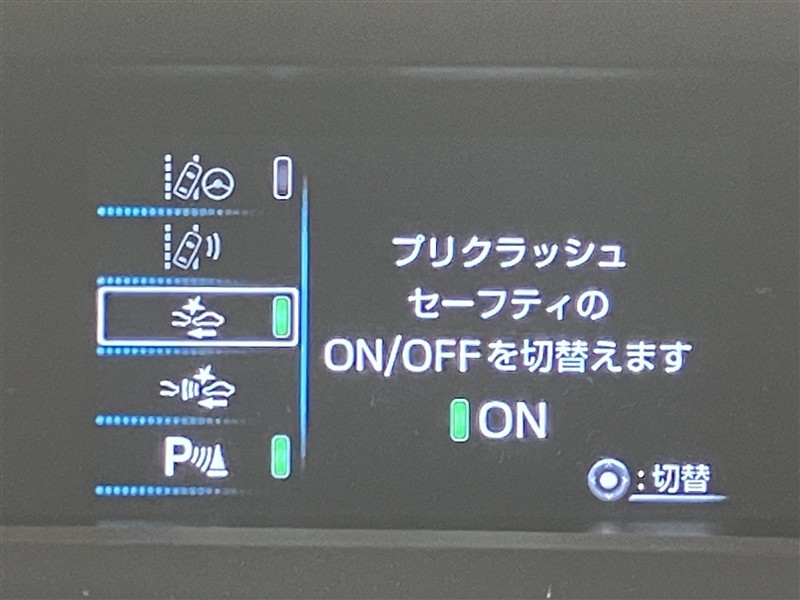 プリクラッシュ
セーフティの
ON/OFFを切替えます
ON
P
:切替